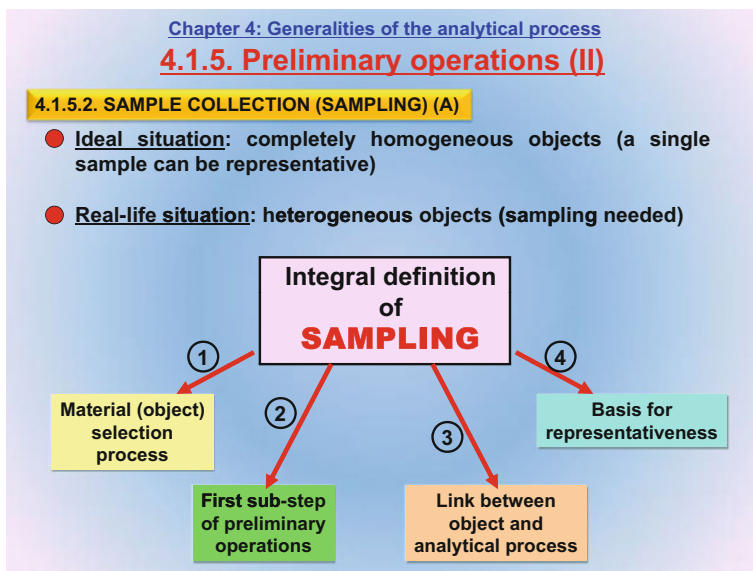 Chapter 4: Generalities of the analytical process
4.1.5. Preliminary operations (II)
4.1.5.2. SAMPLE COLLECTION (SAMPLING) (A)
Ideal situation: completely homogeneous objects (a single
sample can be representative)
Real-life situation: heterogeneous objects (sampling needed)
Integral definition
of
SAMPLING
1
2
3
4
Material (object)
selection
process
First sub-step
of preliminary
operations
Link between
object and
analytical process
Basis for
representativeness